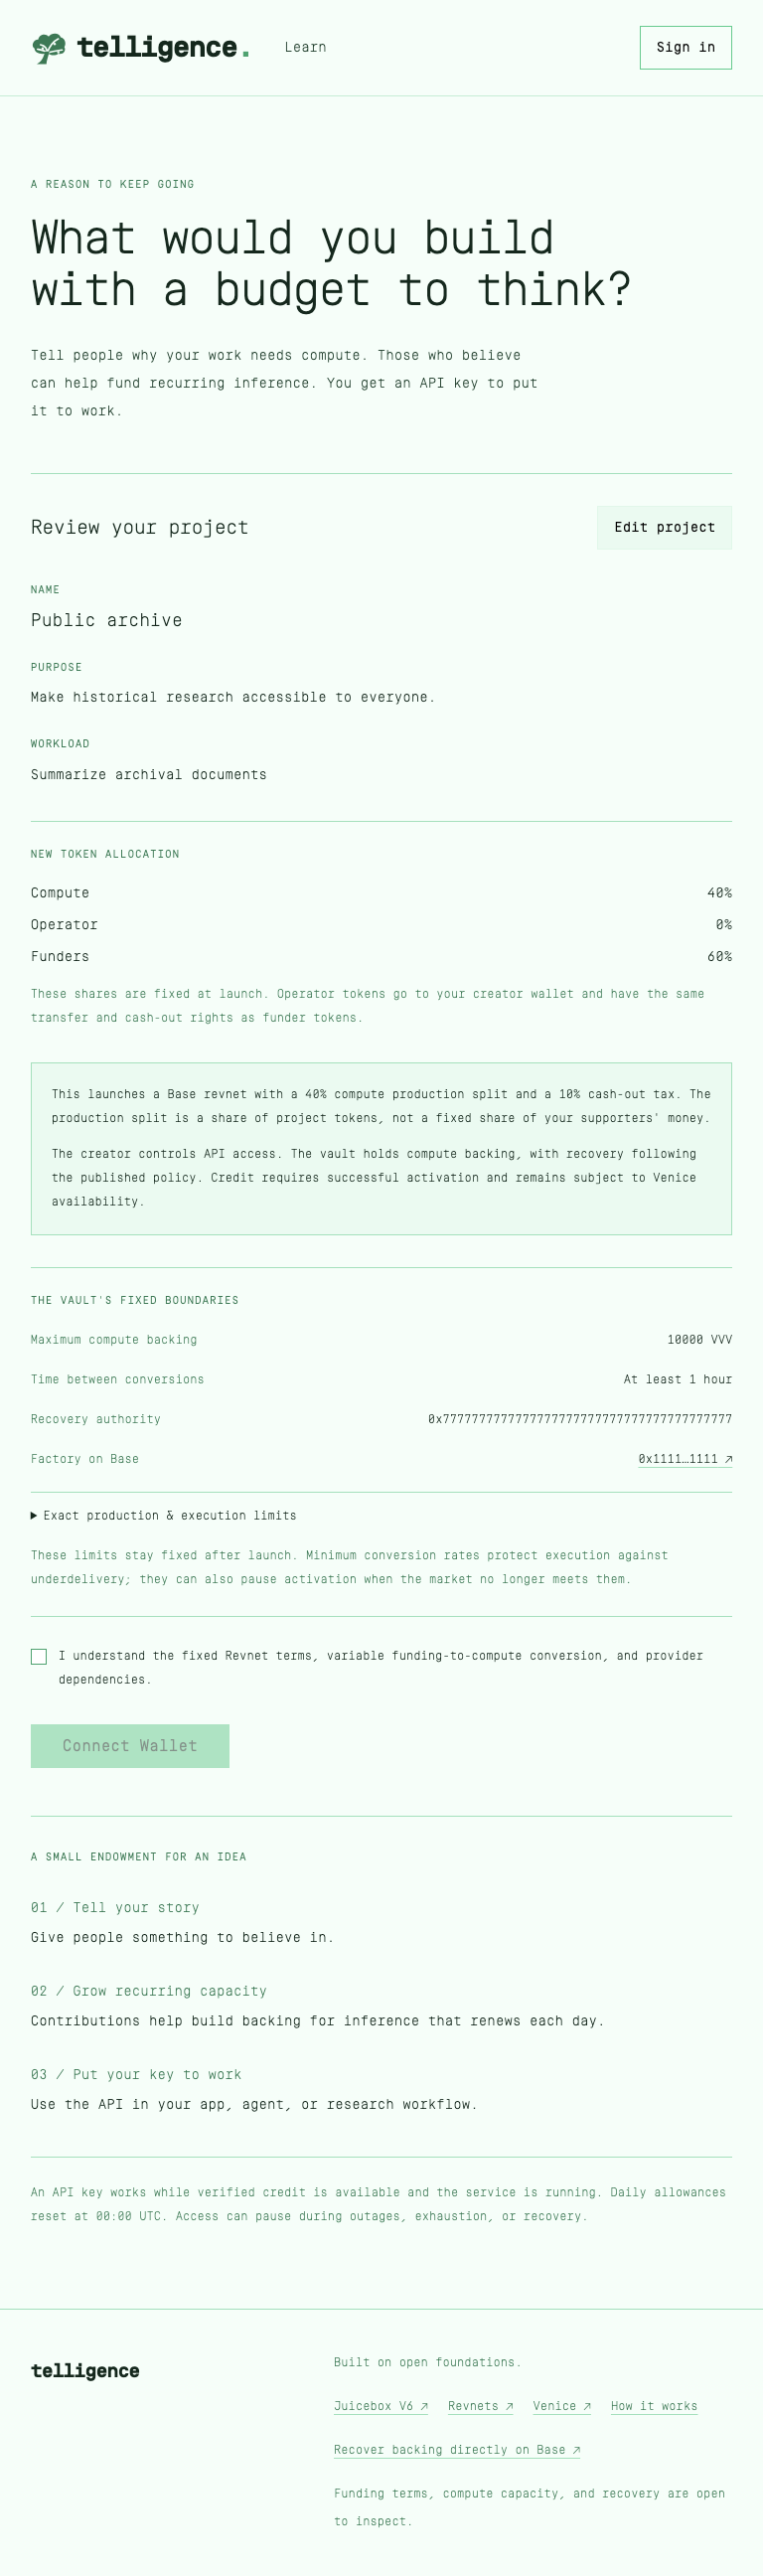 telligence.
Learn
Sign in
A REASON TO KEEP GOING
What would you build
with a budget to think?
Tell people why your work needs compute. Those who believe
can help fund recurring inference. You get an API key to put
it to work.
Review your project
Edit project
NAME
Public archive
PURPOSE
Make historical research accessible to everyone.
WORKLOAD
Summarize archival documents
NEW TOKEN ALLOCATION
Compute 40%
Operator 0%
Funders 60%
These shares are fixed at launch. Operator tokens go to your creator wallet and have the same
transfer and cash-out rights as funder tokens.
This launches a Base revnet with a 40% compute production split and a 10% cash-out tax. The
production split is a share of project tokens, not a fixed share of your supporters' money.
The creator controls API access. The vault holds compute backing, with recovery following
the published policy. Credit requires successful activation and remains subject to Venice
availability.
THE VAULT'S FIXED BOUNDARIES
Maximum compute backing 10000 VVV
Time between conversions At least 1 hour
Recovery authority 0x7777777777777777777777777777777777777777
Factory on Base 0x1111…1111 ↗
▶ Exact production & execution limits
These limits stay fixed after launch. Minimum conversion rates protect execution against
underdelivery; they can also pause activation when the market no longer meets them.
I understand the fixed Revnet terms, variable funding-to-compute conversion, and provider
dependencies.
Connect Wallet
A SMALL ENDOWMENT FOR AN IDEA
01 / Tell your story
Give people something to believe in.
02 / Grow recurring capacity
Contributions help build backing for inference that renews each day.
03 / Put your key to work
Use the API in your app, agent, or research workflow.
An API key works while verified credit is available and the service is running. Daily allowances
reset at 00:00 UTC. Access can pause during outages, exhaustion, or recovery.
telligence
Built on open foundations.
Juicebox V6 ↗ Revnets ↗ Venice ↗ How it works
Recover backing directly on Base ↗
Funding terms, compute capacity, and recovery are open
to inspect.